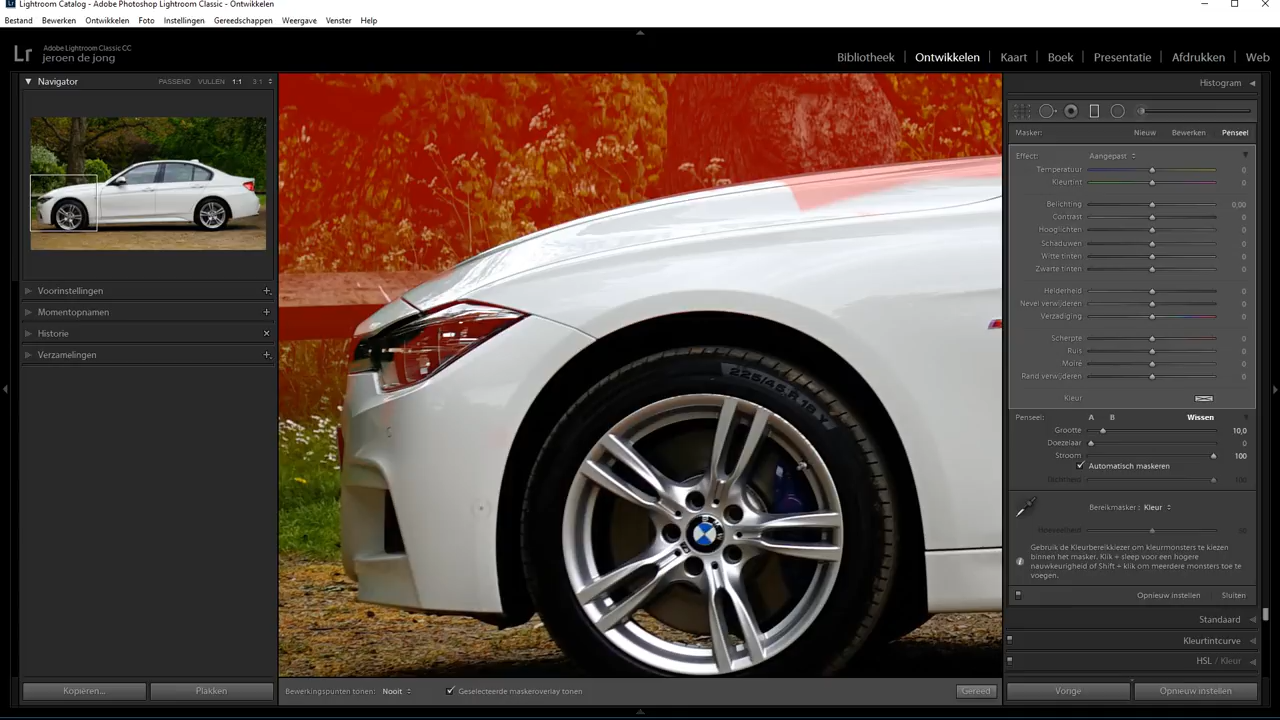 Lightroom Catalog - Adobe Photoshop Lightroom Classic - Ontwikkelen
Bestand Bewerken Ontwikkelen Foto Instellingen Gereedschappen Weergave Venster Help
Lr Adobe Lightroom Classic CC
jeroen de jong
Bibliotheek | Ontwikkelen | Kaart | Boek | Presentatie | Afdrukken | Web
Navigator PASSEND VULLEN 1:1 3:1
Histogram
Masker: Nieuw Bewerken Penseel
Effect: Aangepast
Temperatuur 0
Kleurtint 0
Belichting 0,00
Contrast 0
Hooglichten 0
Schaduwen 0
Witte tinten 0
Zwarte tinten 0
Helderheid 0
Nevel verwijderen 0
Verzadiging 0
Scherpte 0
Ruis 0
Moiré 0
Rand verwijderen 0
Kleur
Penseel: A B Wissen
Grootte 10,0
Doezelaar 0
Stroom 100
Automatisch maskeren
Dichtheid 100
Bereikmasker: Kleur
Hoeveelheid 50
Gebruik de Kleurbereikkiezer om kleurmonsters te kiezen
binnen het masker. Klik + sleep voor een hogere
nauwkeurigheid of Shift + klik om meerdere monsters toe te
voegen.
Opnieuw instellen Sluiten
Standaard
Kleurtintcurve
HSL / Kleur
Vorige Opnieuw instellen
Voorinstellingen
Momentopnamen
Historie
Verzamelingen
225/45 R 18 Y
Kopiëren... Plakken
Bewerkingspunten tonen: Nooit Geselecteerde maskeroverlay tonen Gereed